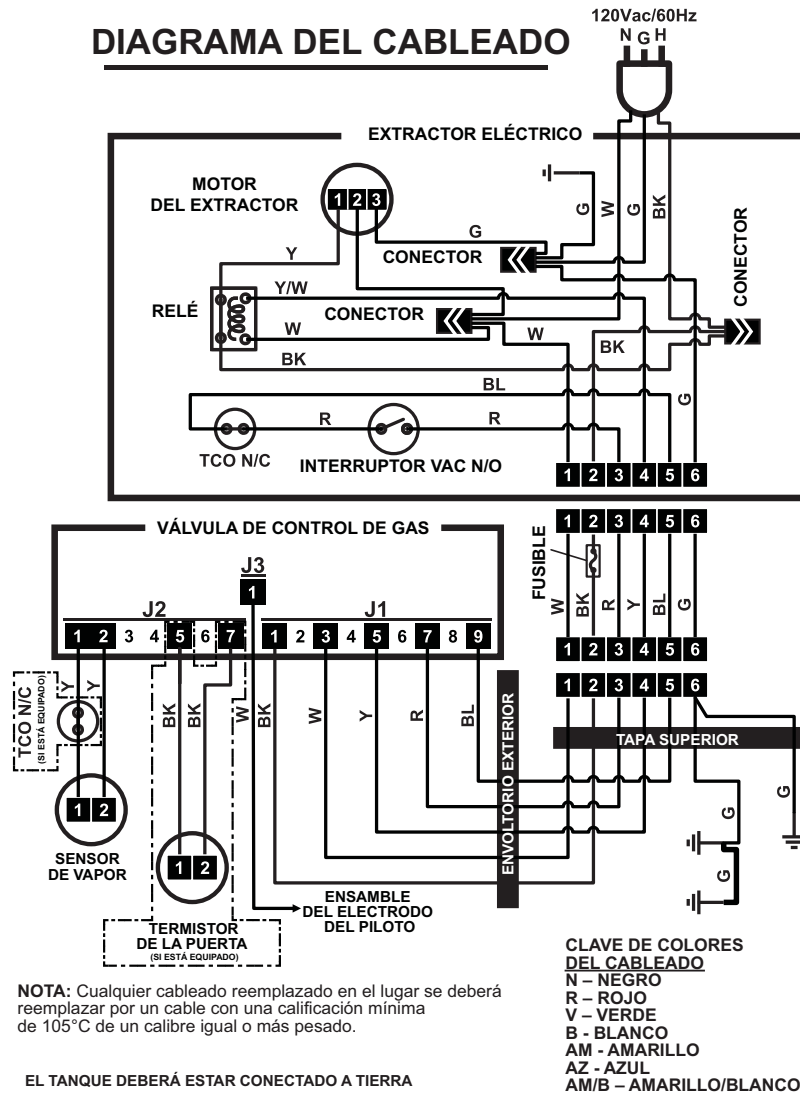 DIAGRAMA DEL CABLEADO
120Vac/60Hz
N G H
EXTRACTOR ELÉCTRICO
MOTOR
DEL EXTRACTOR
1 2 3
G
W
G
BK
G
CONECTOR
CONECTOR
Y
Y/W
RELÉ
CONECTOR
W
W
BK
BK
BL
G
R
R
TCO N/C
INTERRUPTOR VAC N/O
1 2 3 4 5 6
VÁLVULA DE CONTROL DE GAS
1 2 3 4 5 6
FUSIBLE
W
BK
R
Y
BL
G
J3
1
J2
J1
1 2 3 4 5 6 7
1 2 3 4 5 6 7 8 9
1 2 3 4 5 6
1 2 3 4 5 6
TCO N/C
(SI ESTÁ EQUIPADO)
Y
Y
BK
BK
W
BK
W
Y
R
BL
TAPA SUPERIOR
ENVOLTORIO EXTERIOR
G
G
G
1 2
SENSOR
DE VAPOR
1 2
TERMISTOR
DE LA PUERTA
(SI ESTÁ EQUIPADO)
ENSAMBLE
DEL ELECTRODO
DEL PILOTO
CLAVE DE COLORES
DEL CABLEADO
N – NEGRO
R – ROJO
V – VERDE
B - BLANCO
AM - AMARILLO
AZ - AZUL
AM/B – AMARILLO/BLANCO
NOTA: Cualquier cableado reemplazado en el lugar se deberá
reemplazar por un cable con una calificación mínima
de 105°C de un calibre igual o más pesado.
EL TANQUE DEBERÁ ESTAR CONECTADO A TIERRA